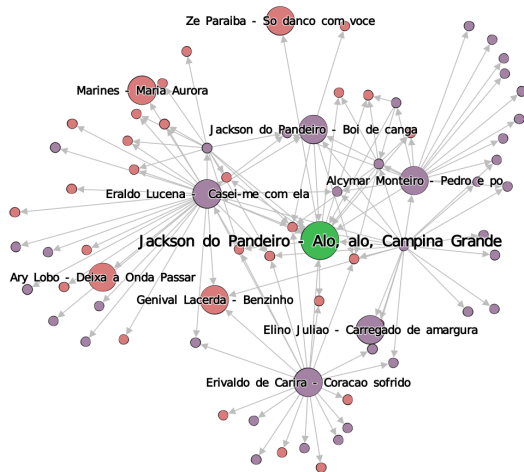 Ze Paraiba - So danco com voce
Marines - Maria Aurora
Jackson do Pandeiro - Boi de canga
Alcymar Monteiro - Pedro e po
Eraldo Lucena - Casei-me com ela
Jackson do Pandeiro - Alo, alo, Campina Grande
Ary Lobo - Deixa a Onda Passar
Genival Lacerda - Benzinho
Elino Juliao - Carregado de amargura
Erivaldo de Carira - Coracao sofrido